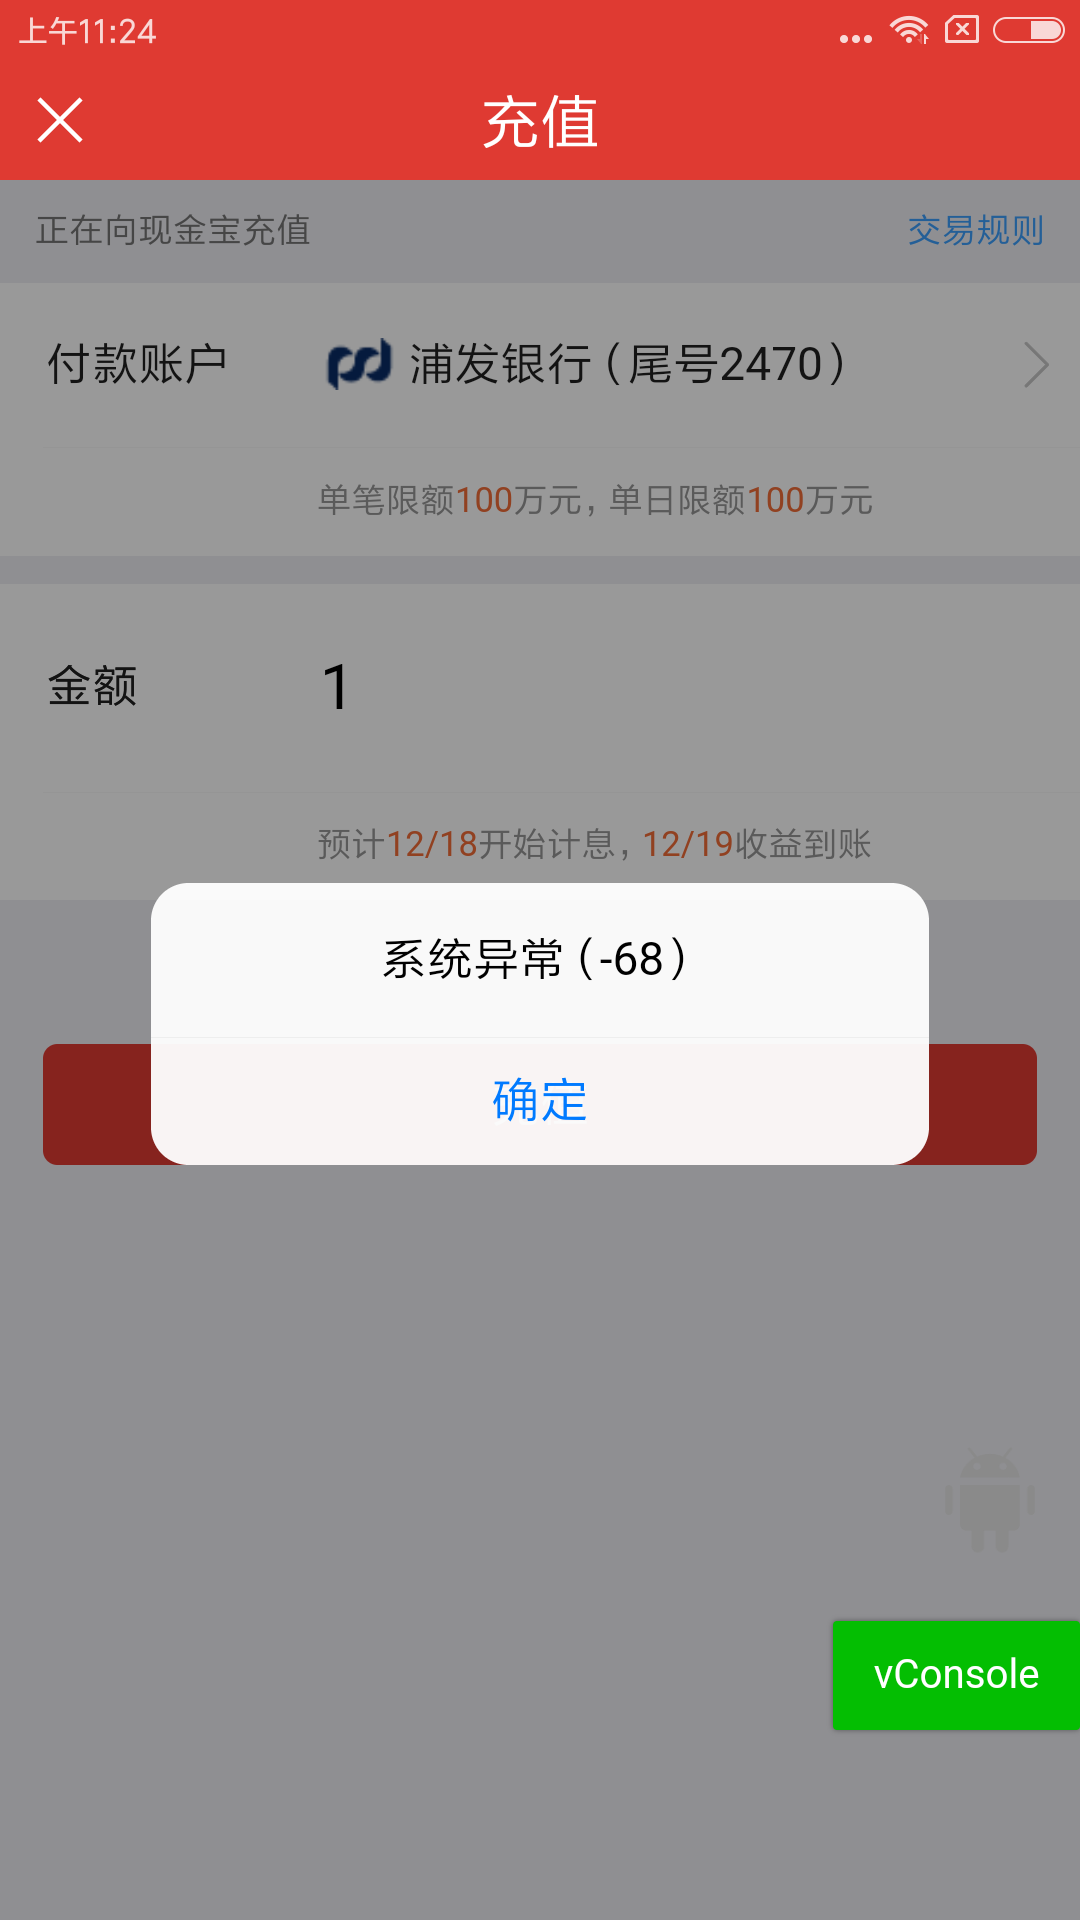 上午11:24
充值
正在向现金宝充值 交易规则
付款账户 浦发银行（尾号2470）
单笔限额100万元，单日限额100万元
金额 1
预计12/18开始计息，12/19收益到账
系统异常（-68）
确定
vConsole